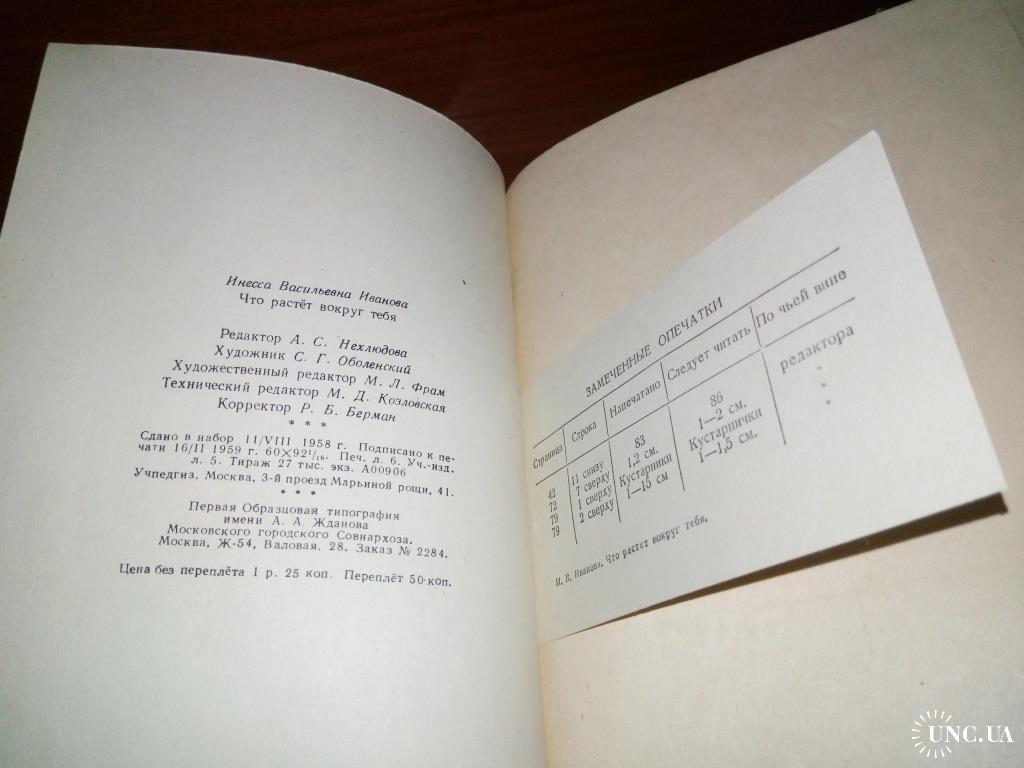 Инесса Васильевна Иванова
Что растёт вокруг тебя
Редактор А. С. Нехлюдова
Художник С. Г. Оболенский
Художественный редактор М. Л. Фрам
Технический редактор М. Д. Козловская
Корректор Р. Б. Берман
* * *
Сдано в набор 11/VIII 1958 г. Подписано к пе-
чати 16/II 1959 г. 60×92¹/₁₆. Печ. л. 6. Уч.-изд.
л. 5. Тираж 27 тыс. экз. А00906
Учпедгиз. Москва, 3-й проезд Марьиной рощи, 41.
* * *
Первая Образцовая типография
имени А. А. Жданова
Московского городского Совнархоза.
Москва, Ж-54, Валовая, 28. Заказ № 2284.
Цена без переплёта 1 р. 25 коп. Переплёт 50 коп.
ЗАМЕЧЕННЫЕ ОПЕЧАТКИ
Страница Строка Напечатано Следует читать По чьей вине
42 11 снизу 83 86 редактора
72 7 сверху 1,2 см. 1—2 см. "
79 1 сверху Кустарники Кустарнички "
79 2 сверху 1—15 см 1—1,5 см. "
И. В. Иванова. Что растет вокруг тебя.
UNC.UA